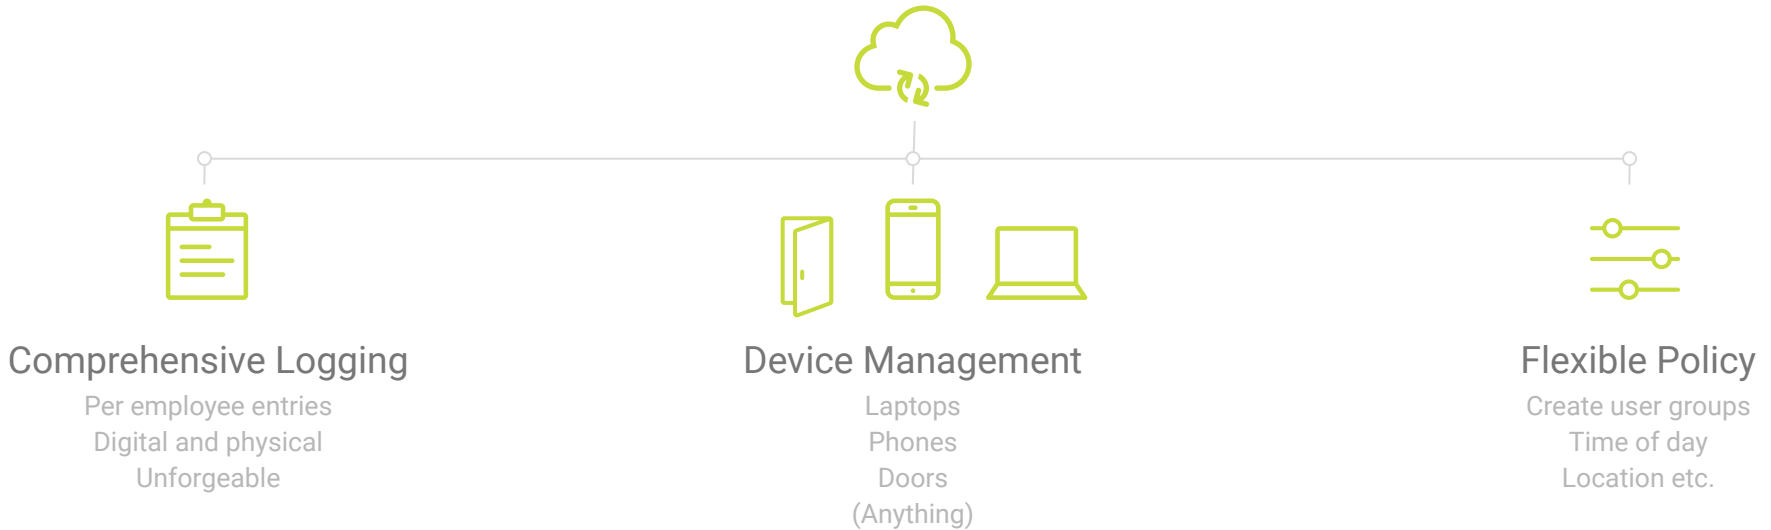 Comprehensive Logging
Per employee entries
Digital and physical
Unforgeable
Device Management
Laptops
Phones
Doors
(Anything)
Flexible Policy
Create user groups
Time of day
Location etc.